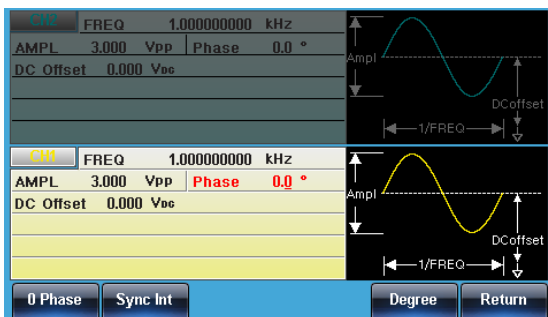 CH2 FREQ 1.000000000 kHz
AMPL 3.000 Vpp Phase 0.0 °
DC Offset 0.000 VDC
Ampl
DCoffset
1/FREQ
CH1 FREQ 1.000000000 kHz
AMPL 3.000 Vpp Phase 0.0 °
DC Offset 0.000 VDC
Ampl
DCoffset
1/FREQ
0 Phase Sync Int Degree Return